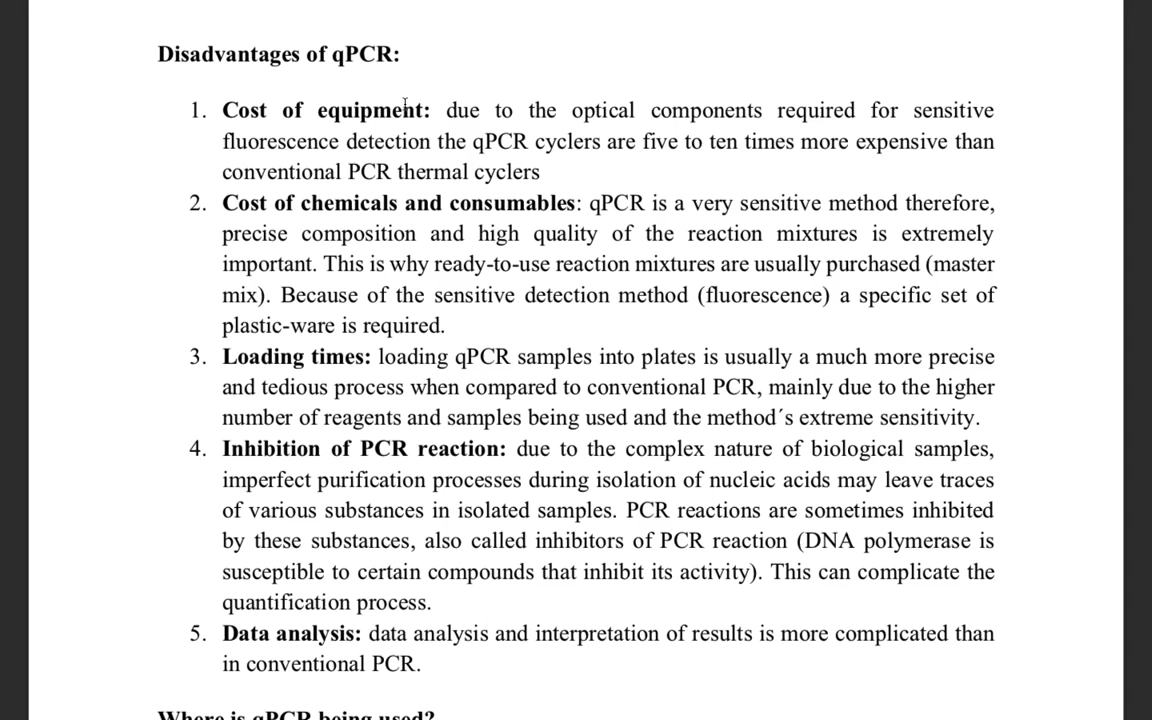 Disadvantages of qPCR:
1. Cost of equipment: due to the optical components required for sensitive
fluorescence detection the qPCR cyclers are five to ten times more expensive than
conventional PCR thermal cyclers
2. Cost of chemicals and consumables: qPCR is a very sensitive method therefore,
precise composition and high quality of the reaction mixtures is extremely
important. This is why ready-to-use reaction mixtures are usually purchased (master
mix). Because of the sensitive detection method (fluorescence) a specific set of
plastic-ware is required.
3. Loading times: loading qPCR samples into plates is usually a much more precise
and tedious process when compared to conventional PCR, mainly due to the higher
number of reagents and samples being used and the method´s extreme sensitivity.
4. Inhibition of PCR reaction: due to the complex nature of biological samples,
imperfect purification processes during isolation of nucleic acids may leave traces
of various substances in isolated samples. PCR reactions are sometimes inhibited
by these substances, also called inhibitors of PCR reaction (DNA polymerase is
susceptible to certain compounds that inhibit its activity). This can complicate the
quantification process.
5. Data analysis: data analysis and interpretation of results is more complicated than
in conventional PCR.
Where is qPCR being used?